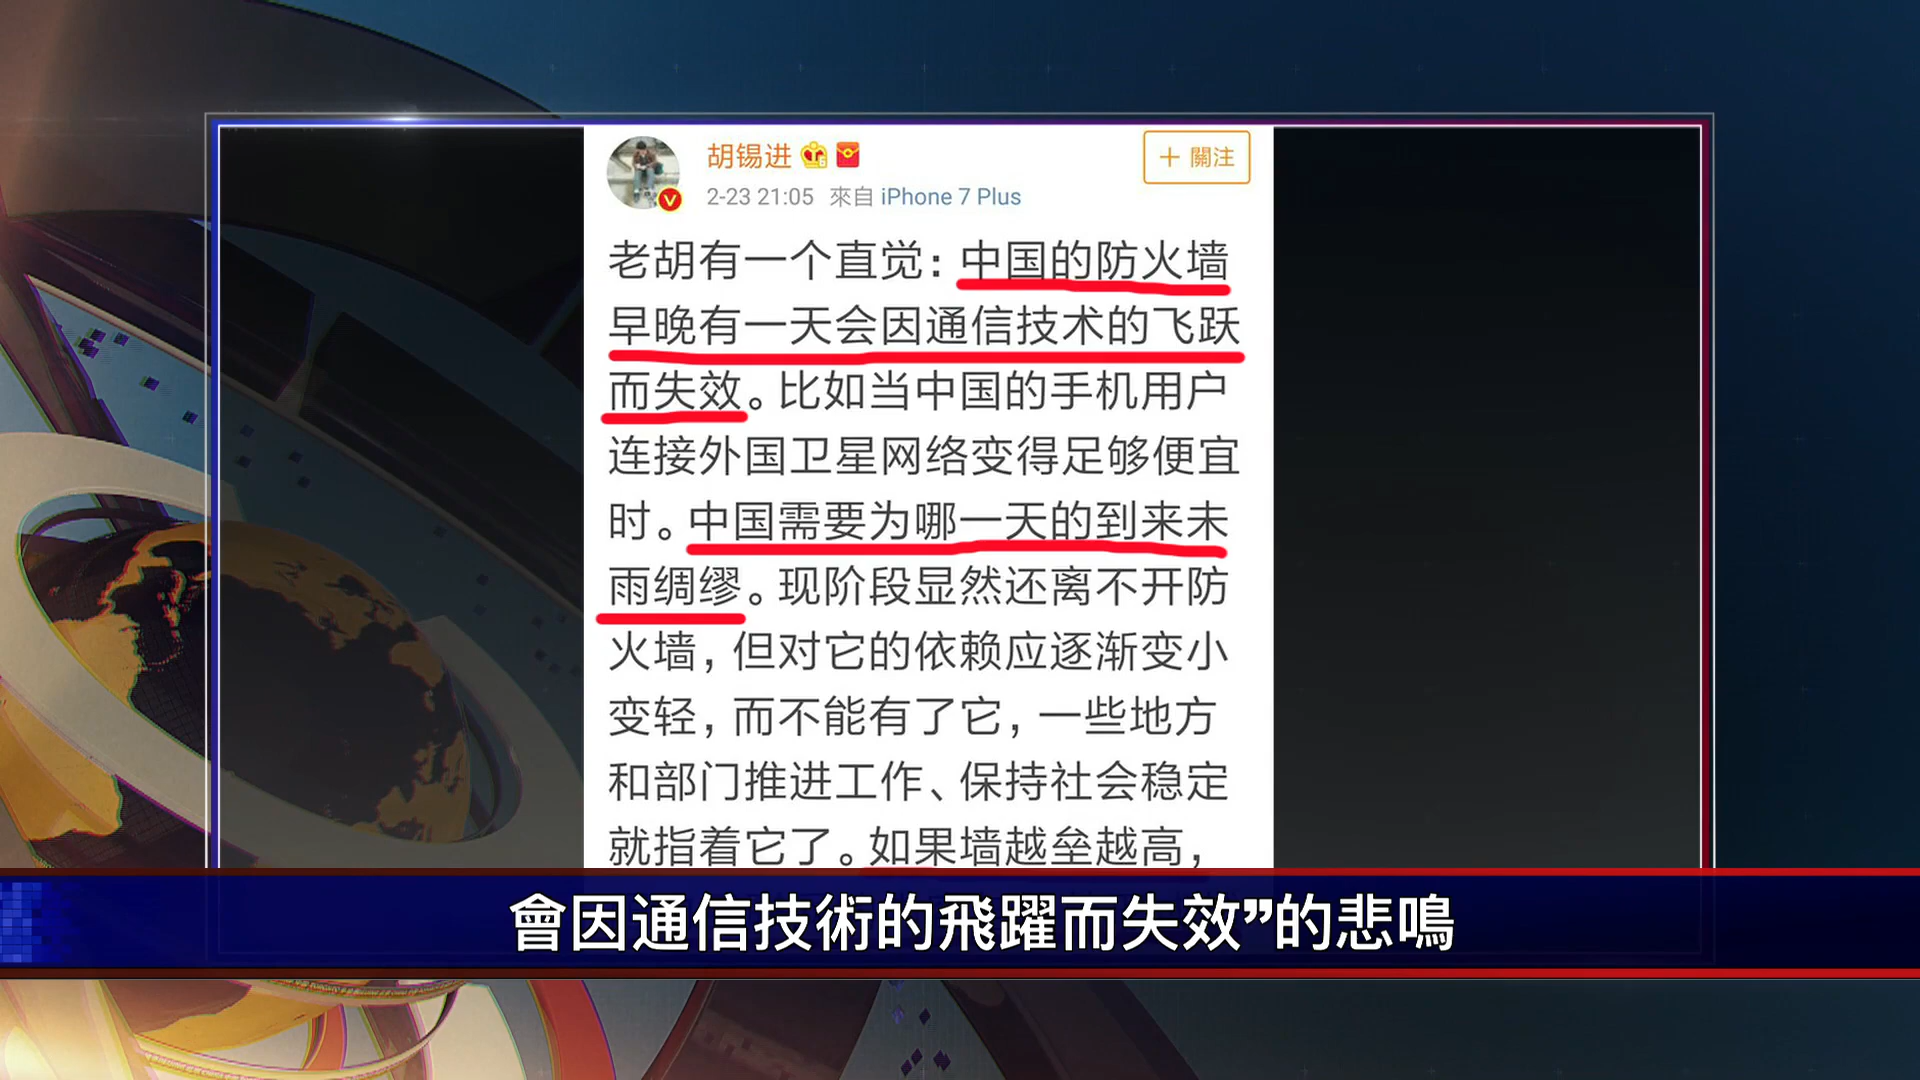 胡锡进
+ 關注
2-23 21:05 來自 iPhone 7 Plus
老胡有一个直觉：中国的防火墙
早晚有一天会因通信技术的飞跃
而失效。比如当中国的手机用户
连接外国卫星网络变得足够便宜
时。中国需要为哪一天的到来未
雨绸缪。现阶段显然还离不开防
火墙，但对它的依赖应逐渐变小
变轻，而不能有了它，一些地方
和部门推进工作、保持社会稳定
就指着它了。如果墙越垒越高，
會因通信技術的飛躍而失效”的悲鳴